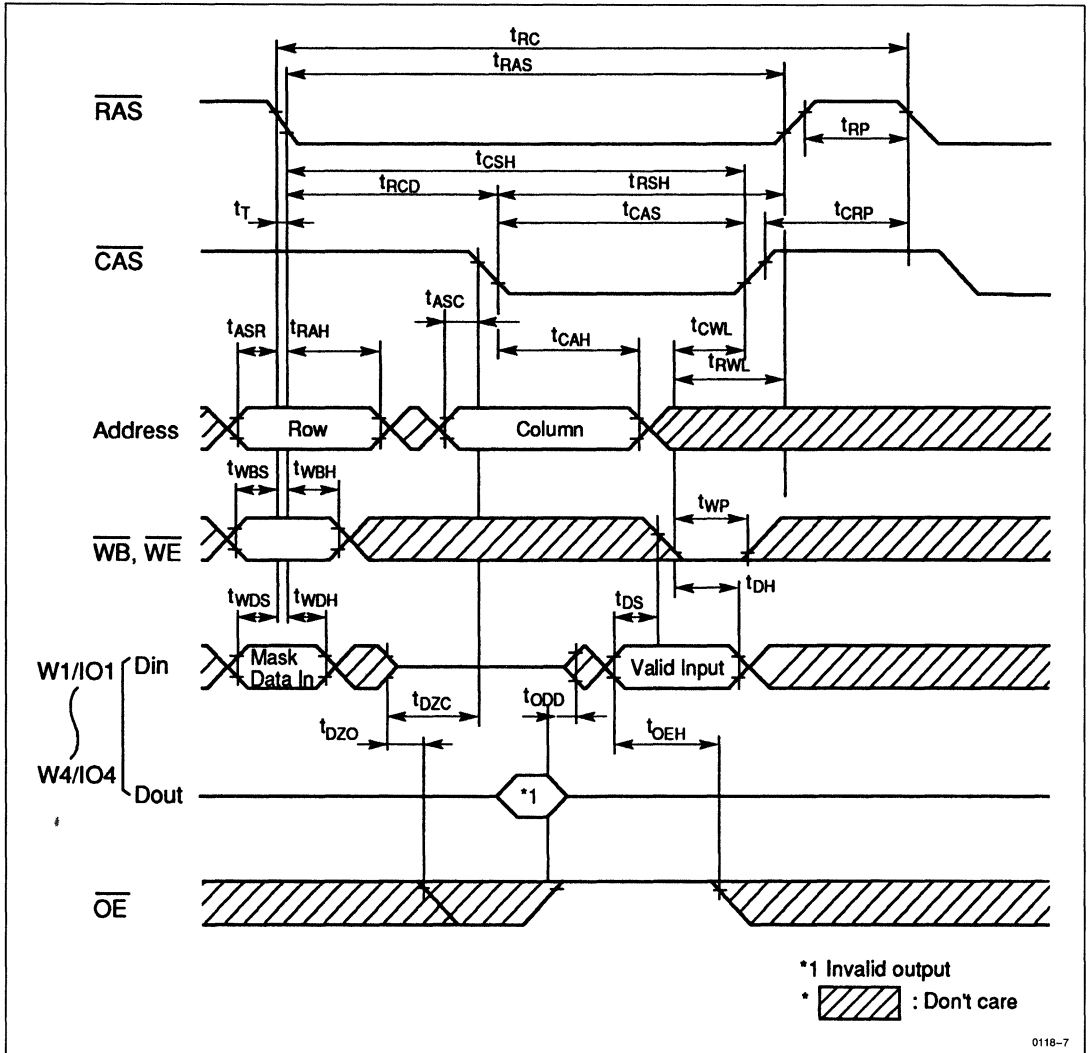 tRC
tRAS
RAS
tRP
tCSH
tRCD
tRSH
tT
tCAS
tCRP
CAS
tASC
tASR
tRAH
tCAH
tCWL
tRWL
Address
Row
Column
tWBS
tWBH
tWP
WB, WE
tDH
tWDS
tWDH
tDS
W1/IO1
Din
Mask
Data In
Valid Input
tDZC
tODD
tDZO
tOEH
W4/IO4
Dout
*1
OE
*1 Invalid output
* : Don't care
0118-7